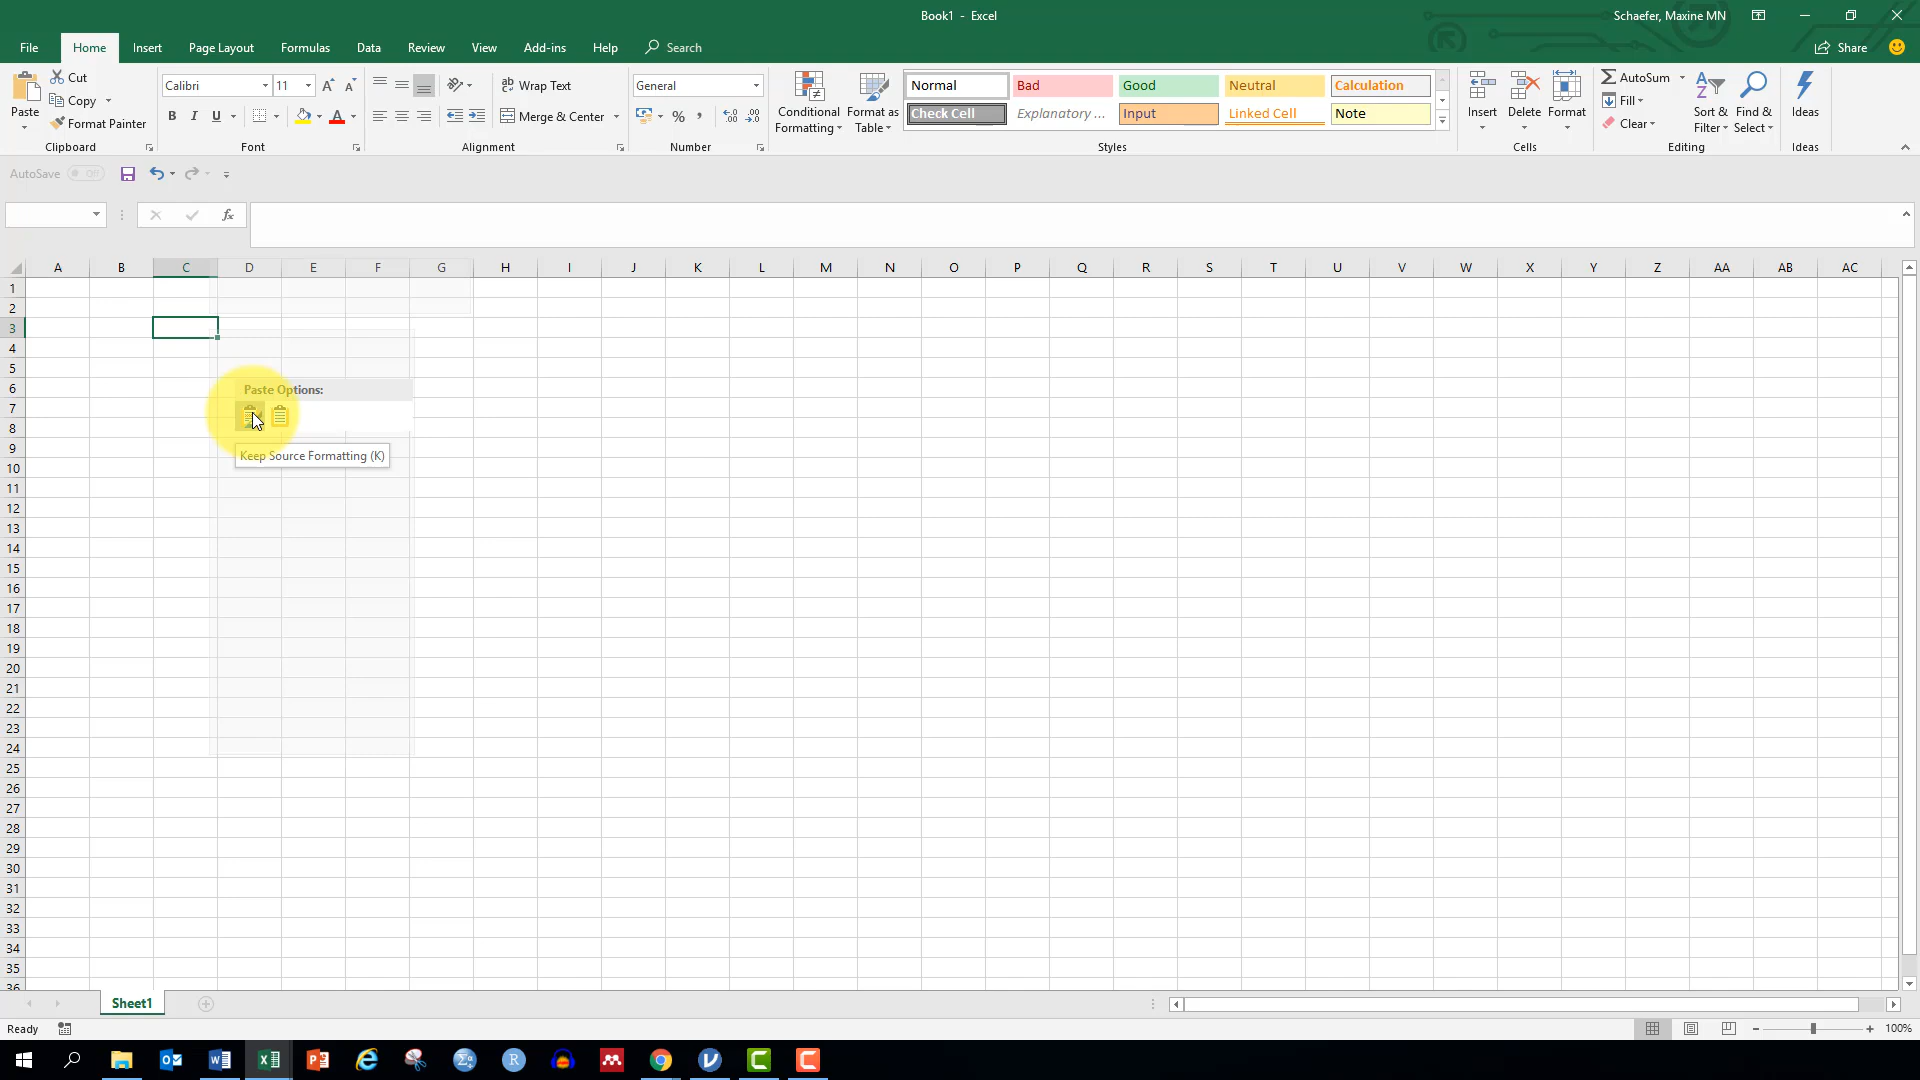 Book1 - Excel
Schaefer, Maxine MN
File Home Insert Page Layout Formulas Data Review View Add-ins Help Search
Share
Paste
Cut
Copy
Format Painter
Clipboard
Calibri 11
B I U
Font
Wrap Text
Merge & Center
Alignment
General
Number
Conditional Formatting
Format as Table
Normal Bad Good Neutral Calculation
Check Cell Explanatory ... Input Linked Cell Note
Styles
Insert Delete Format
Cells
AutoSum
Fill
Clear
Sort & Filter
Find & Select
Editing
Ideas
Ideas
AutoSave Off
fx
A B C D E F G H I J K L M N O P Q R S T U V W X Y Z AA AB AC
1
2
3
4
5
6
Paste Options:
7
8
9
Keep Source Formatting (K)
10
11
12
13
14
15
16
17
18
19
20
21
22
23
24
25
26
27
28
29
30
31
32
33
34
35
36
Sheet1
Ready
100%